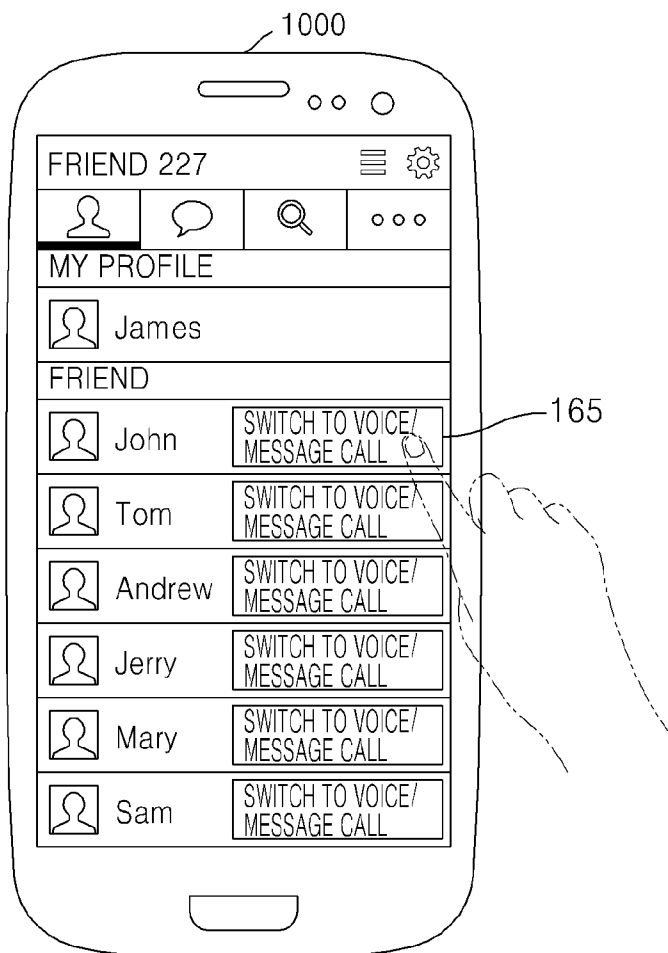 1000
FRIEND 227
MY PROFILE
James
FRIEND
John
SWITCH TO VOICE/
MESSAGE CALL
165
Tom
SWITCH TO VOICE/
MESSAGE CALL
Andrew
SWITCH TO VOICE/
MESSAGE CALL
Jerry
SWITCH TO VOICE/
MESSAGE CALL
Mary
SWITCH TO VOICE/
MESSAGE CALL
Sam
SWITCH TO VOICE/
MESSAGE CALL